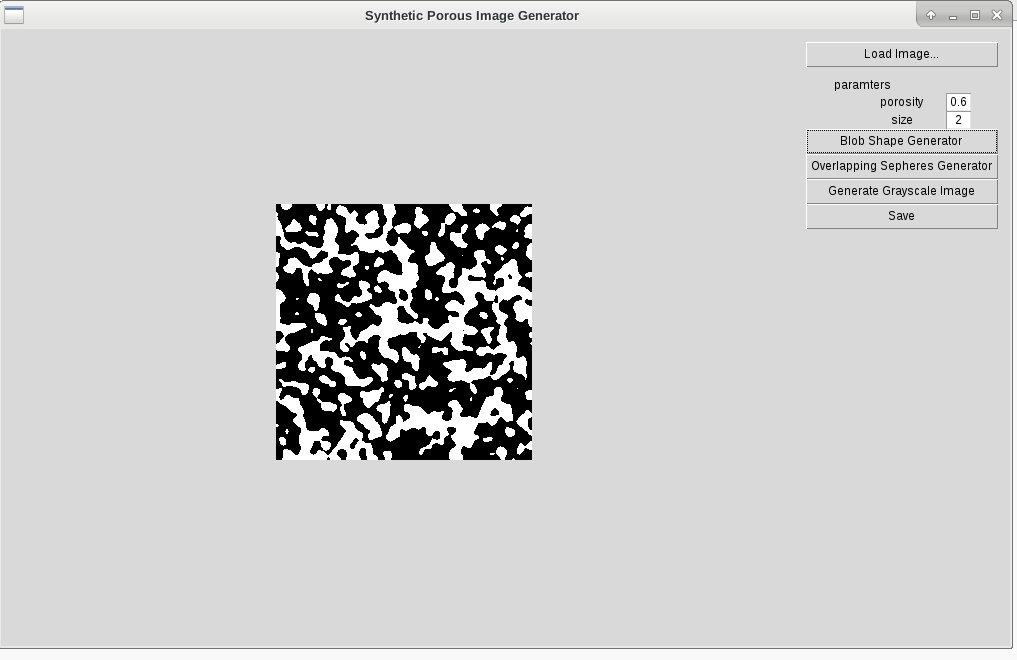 Synthetic Porous Image Generator
Load Image...
paramters
porosity 0.6
size 2
Blob Shape Generator
Overlapping Sepheres Generator
Generate Grayscale Image
Save